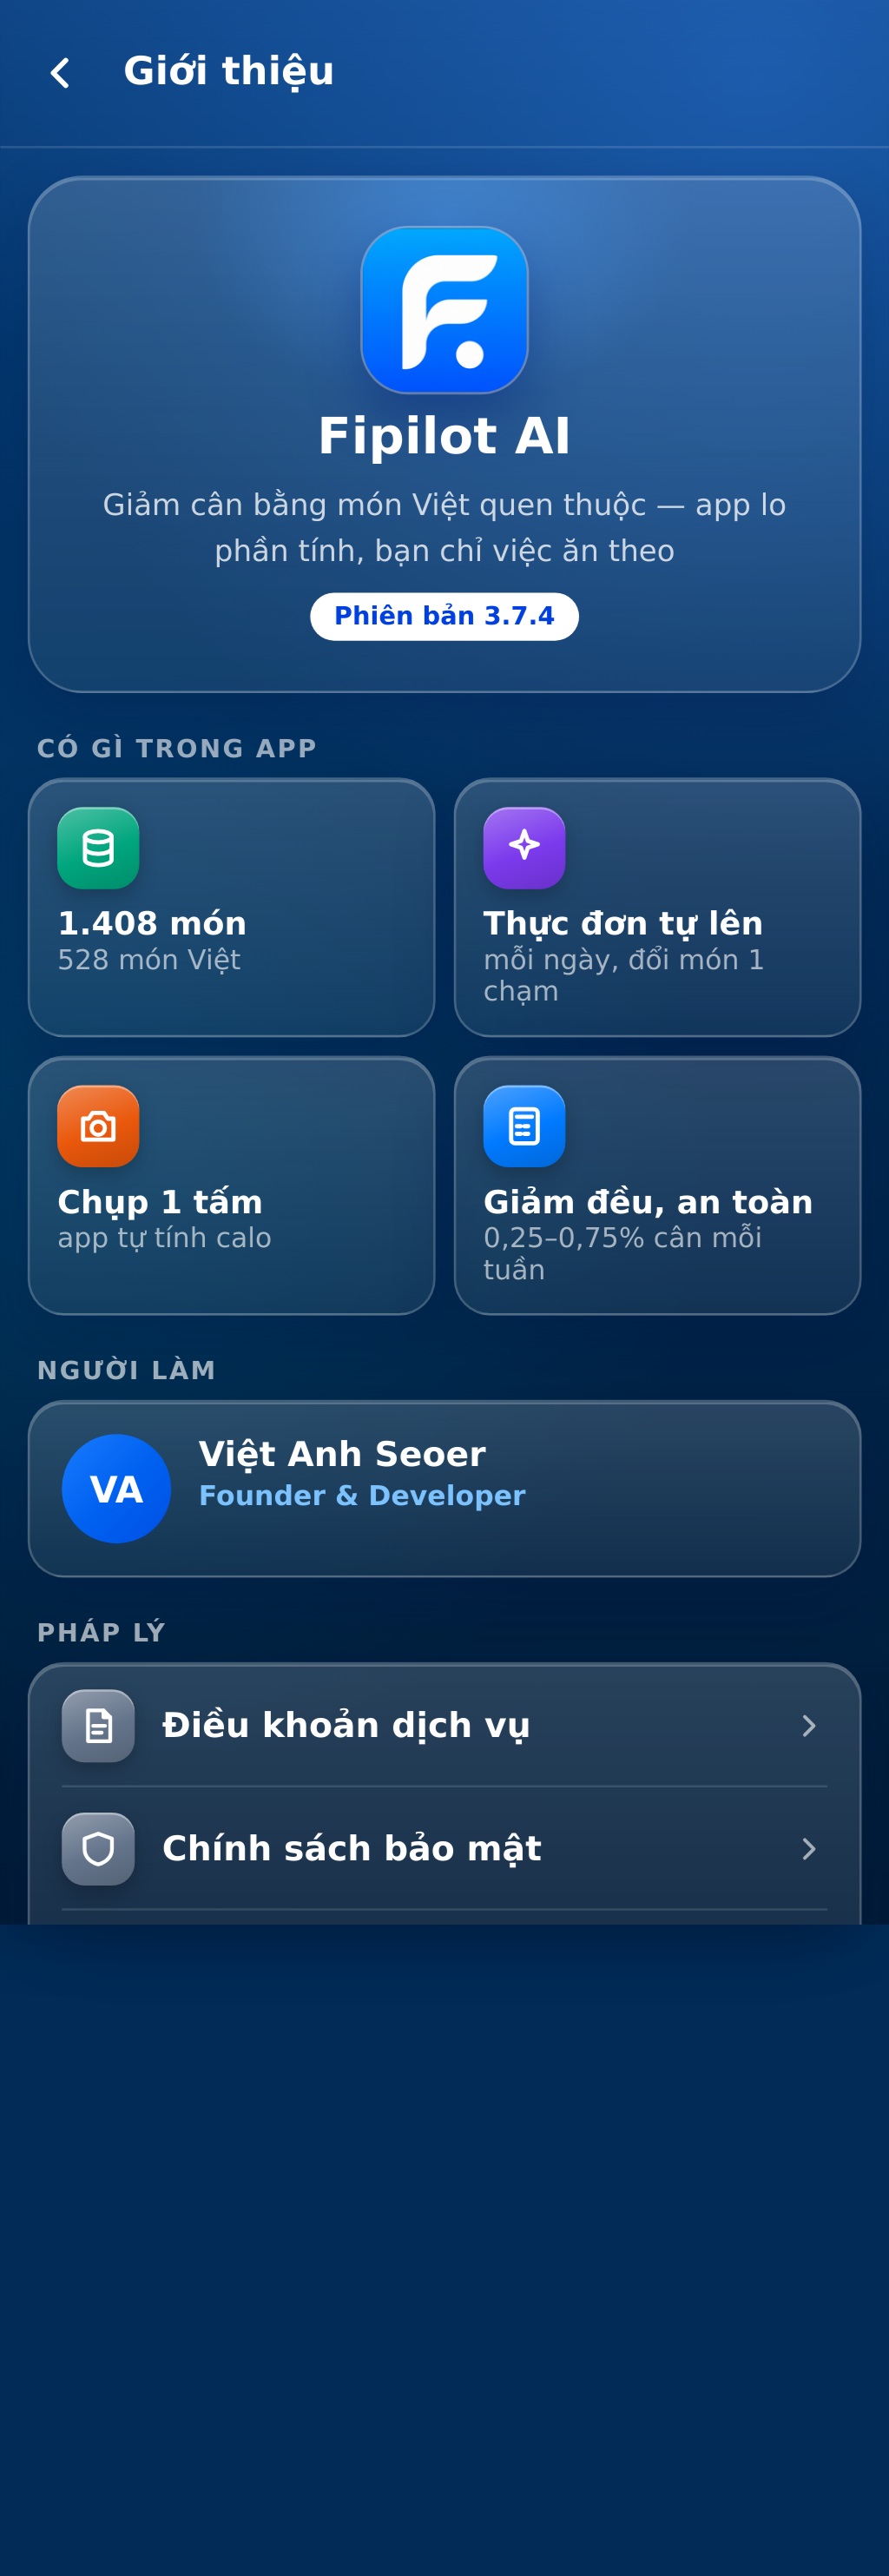 Giới thiệu
Fipilot AI
Giảm cân bằng món Việt quen thuộc — app lo
phần tính, bạn chỉ việc ăn theo
Phiên bản 3.7.4
CÓ GÌ TRONG APP
1.408 món
528 món Việt
Thực đơn tự lên
mỗi ngày, đổi món 1
chạm
Chụp 1 tấm
app tự tính calo
Giảm đều, an toàn
0,25–0,75% cân mỗi
tuần
NGƯỜI LÀM
VA
Việt Anh Seoer
Founder & Developer
PHÁP LÝ
Điều khoản dịch vụ
Chính sách bảo mật